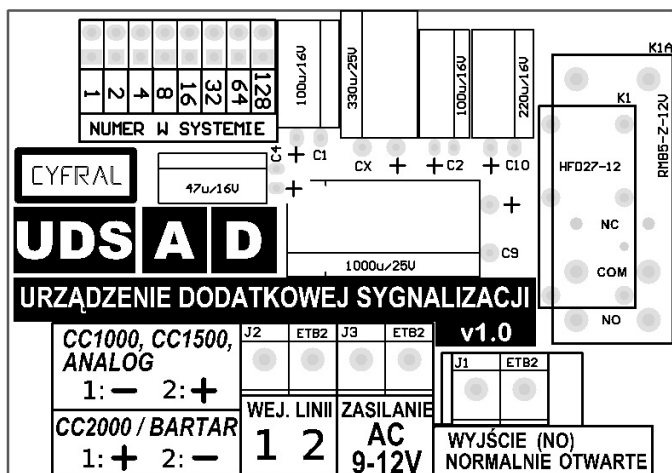 1 2 4 8 16 32 64 128
NUMER W SYSTEMIE
100u/16V
330u/25V
100u/16V
220u/16V
K1A
K1
RM85-Z-12V
HFD27-12
NC
COM
NO
C4 + C1 CX + + C2 + C10
CYFRAL
47u/16V
+
+
C9
1000u/25V
UDS A D
URZĄDZENIE DODATKOWEJ SYGNALIZACJI
v1.0
CC1000, CC1500,
ANALOG
1: − 2: +
CC2000 / BARTAR
1: + 2: −
J2 ETB2 J3 ETB2
WEJ. LINII
1 2
ZASILANIE
AC
9-12V
J1 ETB2
WYJŚCIE (NO)
NORMALNIE OTWARTE